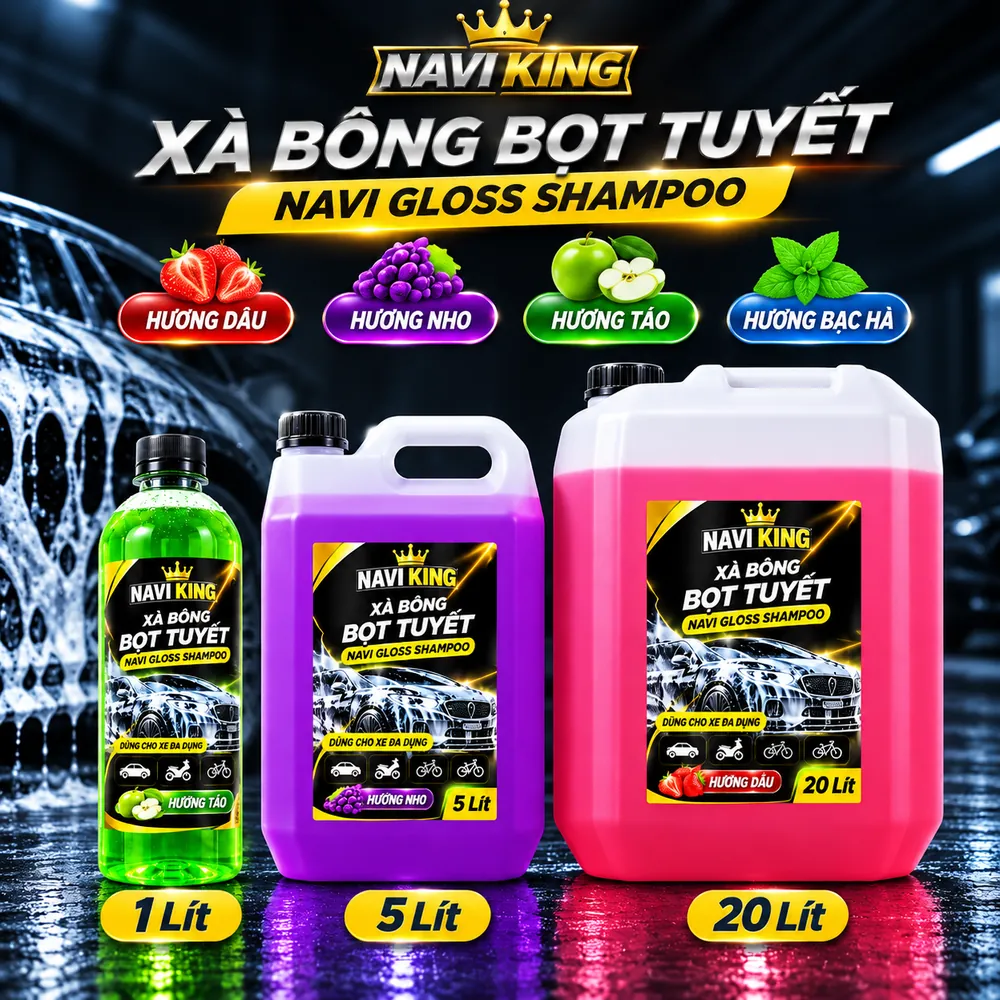 NAVI KING
XÀ BÔNG BỌT TUYẾT
NAVI GLOSS SHAMPOO
HƯƠNG DÂU
HƯƠNG NHO
HƯƠNG TÁO
HƯƠNG BẠC HÀ
NAVI KING
XÀ BÔNG
BỌT TUYẾT
NAVI GLOSS SHAMPOO
DÙNG CHO XE ĐA DỤNG
HƯƠNG TÁO
NAVI KING
XÀ BÔNG
BỌT TUYẾT
NAVI GLOSS SHAMPOO
DÙNG CHO XE ĐA DỤNG
HƯƠNG NHO
5 Lít
NAVI KING
XÀ BÔNG
BỌT TUYẾT
NAVI GLOSS SHAMPOO
DÙNG CHO XE ĐA DỤNG
HƯƠNG DÂU
20 Lít
1 Lít
5 Lít
20 Lít